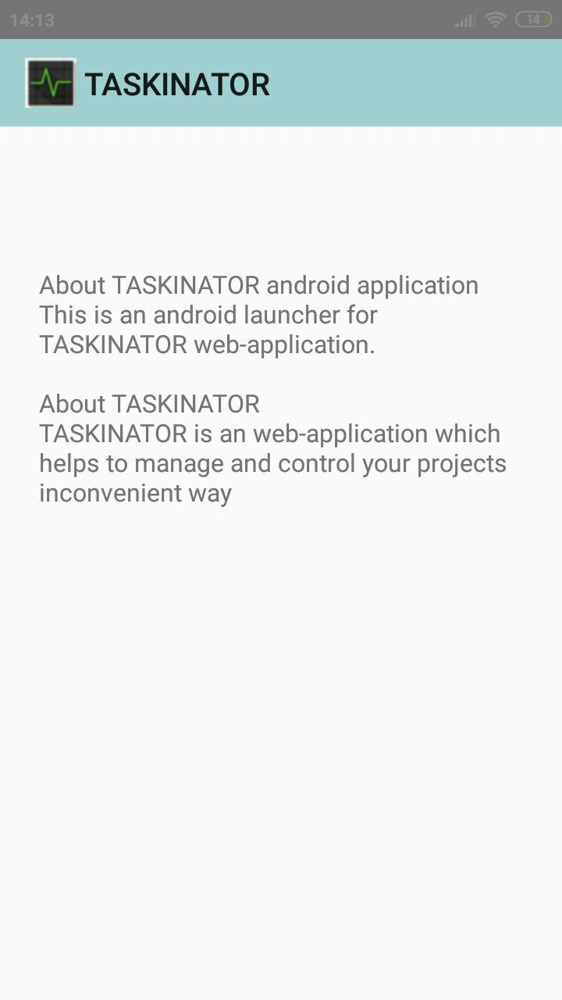 14:13
14
TASKINATOR
About TASKINATOR android application
This is an android launcher for
TASKINATOR web-application.
About TASKINATOR
TASKINATOR is an web-application which
helps to manage and control your projects
inconvenient way